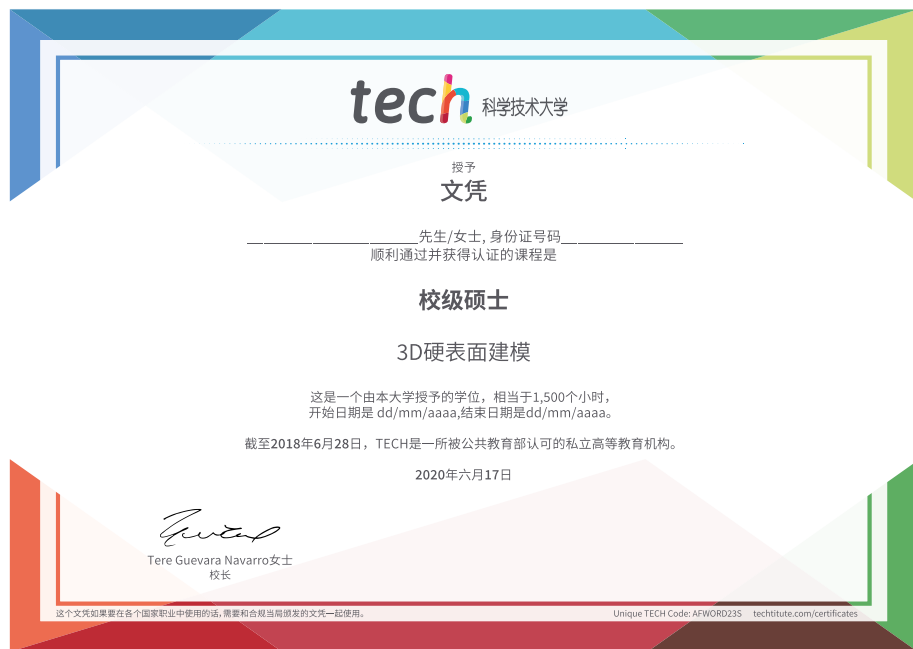 tech 科学技术大学
授予
文凭
______________________先生/女士, 身份证号码________________
顺利通过并获得认证的课程是
校级硕士
3D硬表面建模
这是一个由本大学授予的学位，相当于1,500个小时，
开始日期是 dd/mm/aaaa,结束日期是dd/mm/aaaa。
截至2018年6月28日，TECH是一所被公共教育部认可的私立高等教育机构。
2020年六月17日
Tere Guevara Navarro女士
校长
这个文凭如果要在各个国家职业中使用的话,需要和合规当局颁发的文凭一起使用。
Unique TECH Code: AFWORD23S techtitute.com/certificates